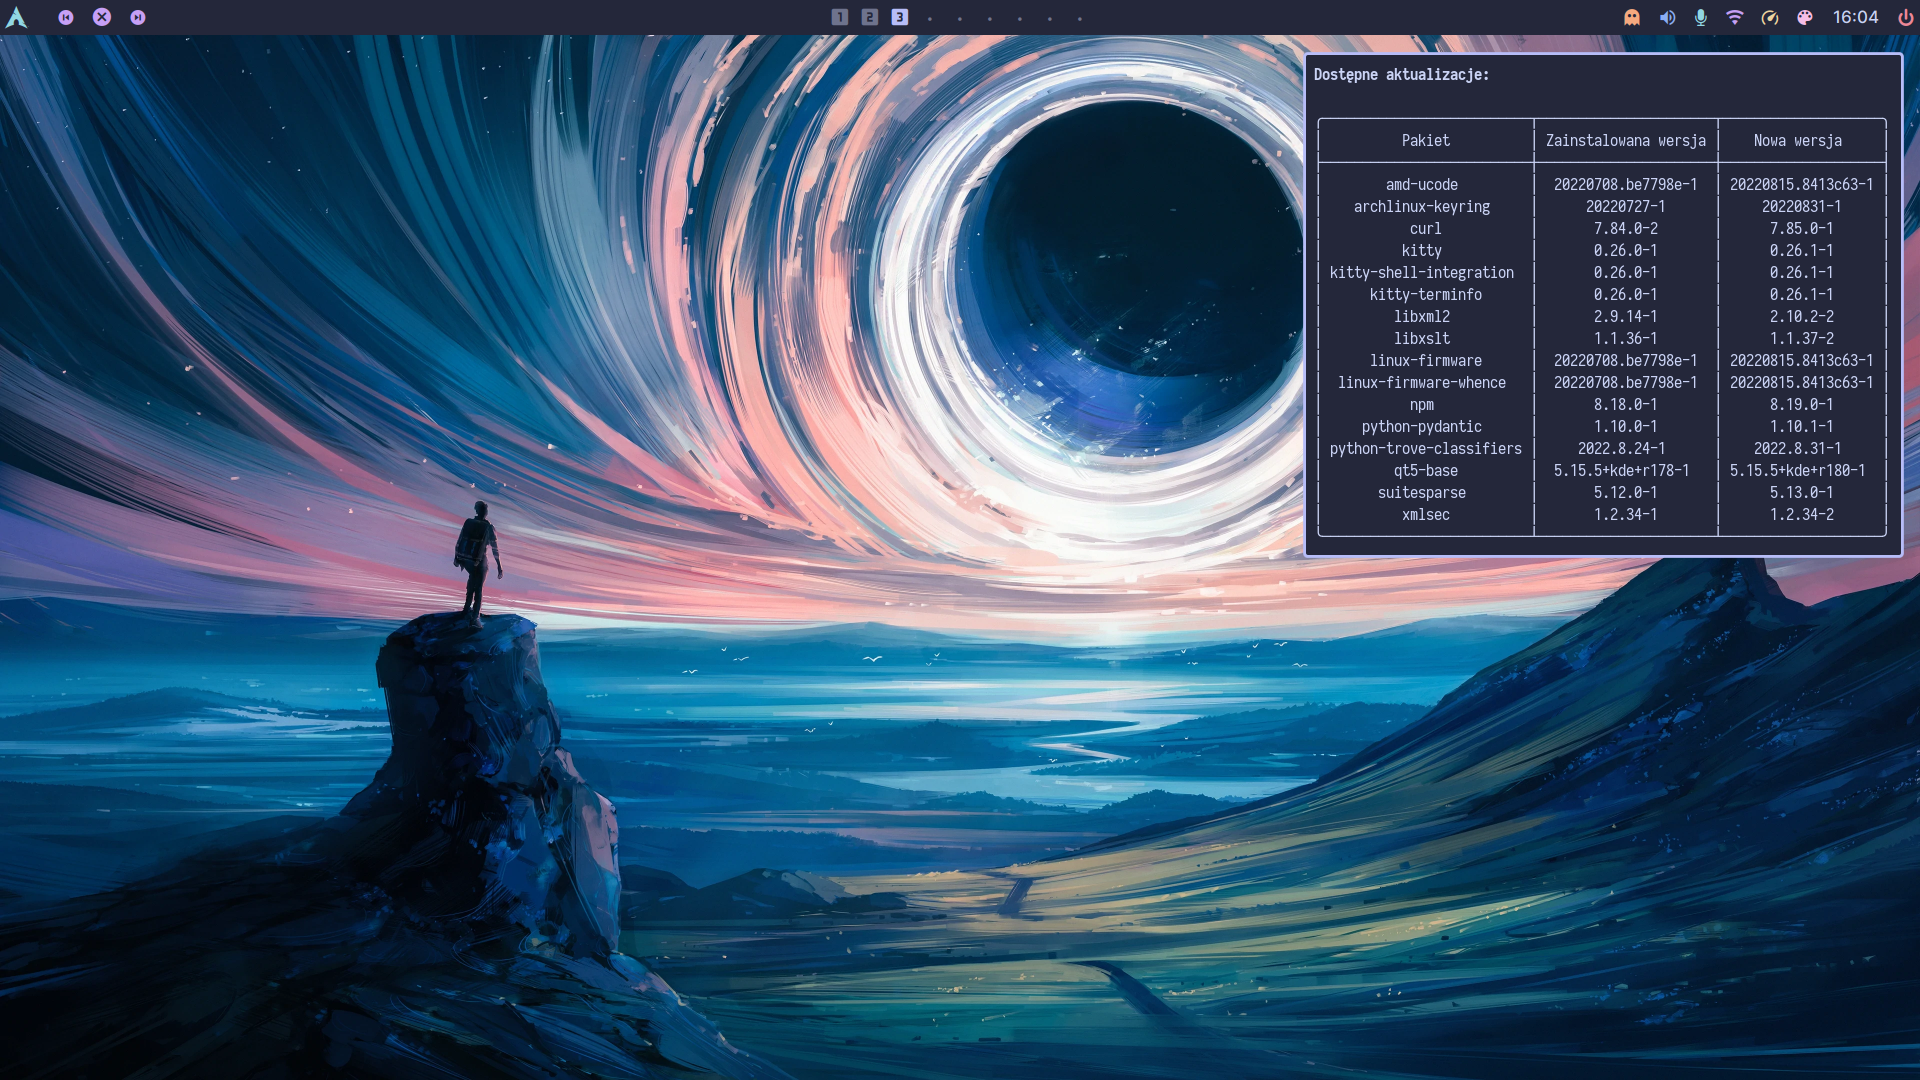 1 2 3 16:04
Dostępne aktualizacje:
Pakiet Zainstalowana wersja Nowa wersja
amd-ucode 20220708.be7798e-1 20220815.8413c63-1
archlinux-keyring 20220727-1 20220831-1
curl 7.84.0-2 7.85.0-1
kitty 0.26.0-1 0.26.1-1
kitty-shell-integration 0.26.0-1 0.26.1-1
kitty-terminfo 0.26.0-1 0.26.1-1
libxml2 2.9.14-1 2.10.2-2
libxslt 1.1.36-1 1.1.37-2
linux-firmware 20220708.be7798e-1 20220815.8413c63-1
linux-firmware-whence 20220708.be7798e-1 20220815.8413c63-1
npm 8.18.0-1 8.19.0-1
python-pydantic 1.10.0-1 1.10.1-1
python-trove-classifiers 2022.8.24-1 2022.8.31-1
qt5-base 5.15.5+kde+r178-1 5.15.5+kde+r180-1
suitesparse 5.12.0-1 5.13.0-1
xmlsec 1.2.34-1 1.2.34-2